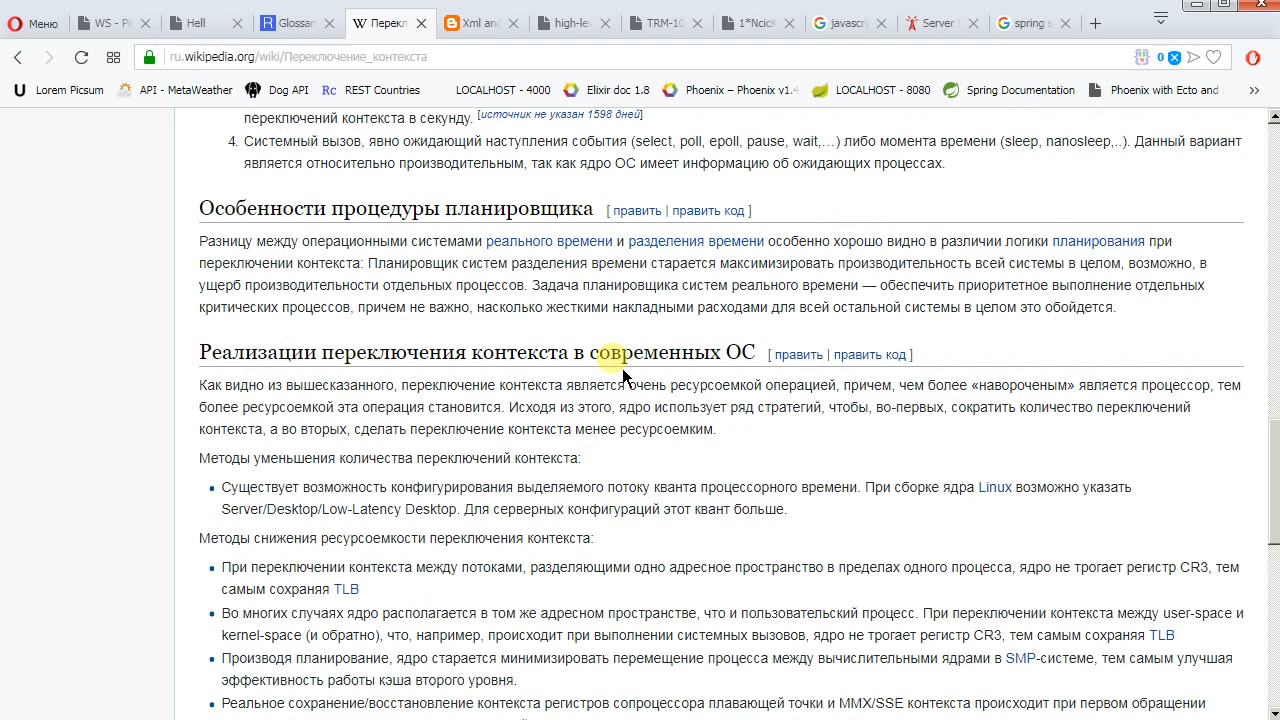 Меню
WS - Pi
Hell
Glossar
Перекл
Xml and
high-lev
TRM-10
1*NcicK
javascri
Server S
spring s
ru.wikipedia.org/wiki/Переключение_контекста
0
Lorem Picsum
API - MetaWeather
Dog API
Rc REST Countries
LOCALHOST - 4000
Elixir doc 1.8
Phoenix – Phoenix v1.4
LOCALHOST - 8080
Spring Documentation
Phoenix with Ecto and
переключений контекста в секунду. [источник не указан 1598 дней]
4. Системный вызов, явно ожидающий наступления события (select, poll, epoll, pause, wait,…) либо момента времени (sleep, nanosleep,..). Данный вариант
является относительно производительным, так как ядро ОС имеет информацию об ожидающих процессах.
Особенности процедуры планировщика [ править | править код ]
Разницу между операционными системами реального времени и разделения времени особенно хорошо видно в различии логики планирования при
переключении контекста: Планировщик систем разделения времени старается максимизировать производительность всей системы в целом, возможно, в
ущерб производительности отдельных процессов. Задача планировщика систем реального времени — обеспечить приоритетное выполнение отдельных
критических процессов, причем не важно, насколько жесткими накладными расходами для всей остальной системы в целом это обойдется.
Реализации переключения контекста в современных ОС [ править | править код ]
Как видно из вышесказанного, переключение контекста является очень ресурсоемкой операцией, причем, чем более «навороченым» является процессор, тем
более ресурсоемкой эта операция становится. Исходя из этого, ядро использует ряд стратегий, чтобы, во-первых, сократить количество переключений
контекста, а во вторых, сделать переключение контекста менее ресурсоемким.
Методы уменьшения количества переключений контекста:
Существует возможность конфигурирования выделяемого потоку кванта процессорного времени. При сборке ядра Linux возможно указать
Server/Desktop/Low-Latency Desktop. Для серверных конфигураций этот квант больше.
Методы снижения ресурсоемкости переключения контекста:
При переключении контекста между потоками, разделяющими одно адресное пространство в пределах одного процесса, ядро не трогает регистр CR3, тем
самым сохраняя TLB
Во многих случаях ядро располагается в том же адресном пространстве, что и пользовательский процесс. При переключении контекста между user-space и
kernel-space (и обратно), что, например, происходит при выполнении системных вызовов, ядро не трогает регистр CR3, тем самым сохраняя TLB
Производя планирование, ядро старается минимизировать перемещение процесса между вычислительными ядрами в SMP-системе, тем самым улучшая
эффективность работы кэша второго уровня.
Реальное сохранение/восстановление контекста регистров сопроцессора плавающей точки и MMX/SSE контекста происходит при первом обращении